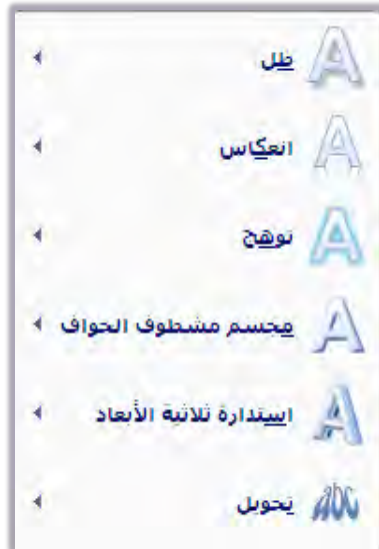 ظل
انعكاس
توهج
مجسم مشطوف الحواف
استدارة ثلاثية الأبعاد
تحويل